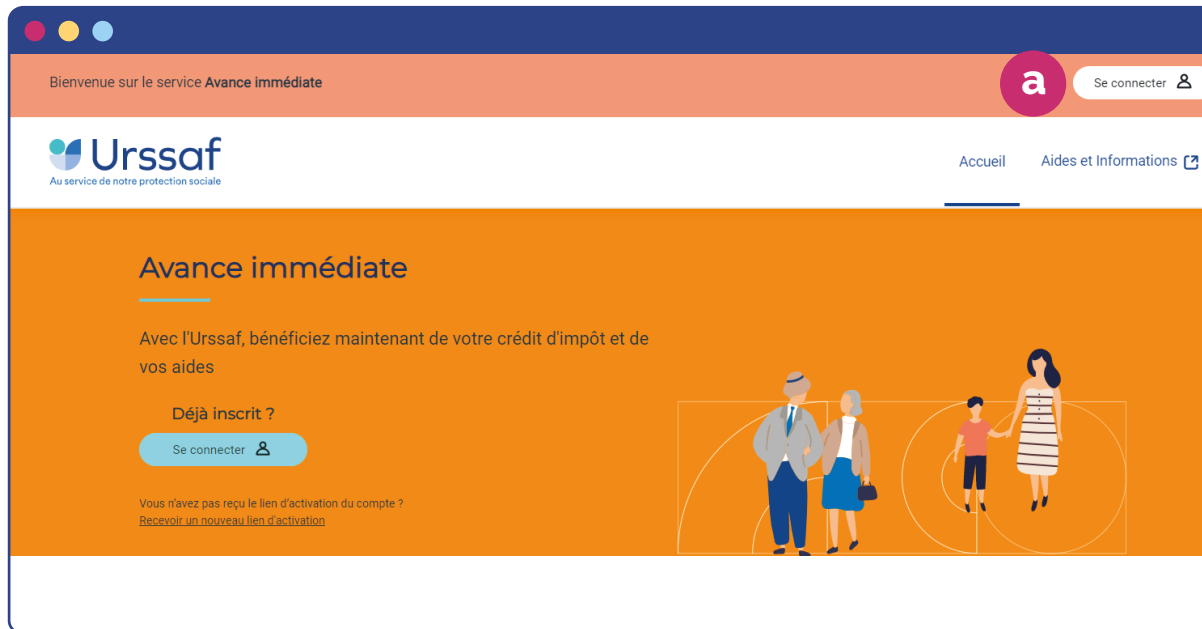 Bienvenue sur le service Avance immédiate
a
Se connecter
Urssaf
Au service de notre protection sociale
Accueil
Aides et Informations
Avance immédiate
Avec l'Urssaf, bénéficiez maintenant de votre crédit d'impôt et de
vos aides
Déjà inscrit ?
Se connecter
Vous n'avez pas reçu le lien d'activation du compte ?
Recevoir un nouveau lien d'activation